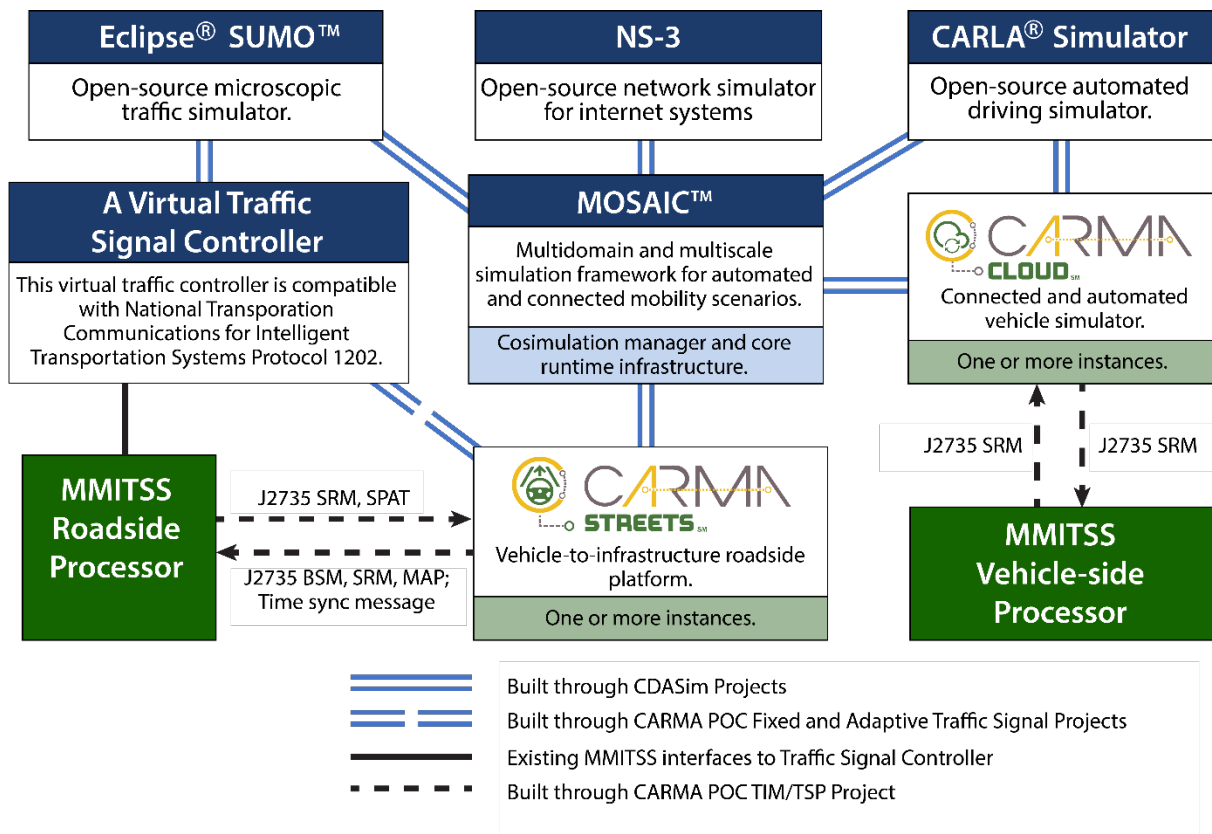 Eclipse® SUMO™
Open-source microscopic
traffic simulator.
NS-3
Open-source network simulator
for internet systems
CARLA® Simulator
Open-source automated
driving simulator.
A Virtual Traffic
Signal Controller
This virtual traffic controller is compatible
with National Transporation
Communications for Intelligent
Transportation Systems Protocol 1202.
MOSAIC™
Multidomain and multiscale
simulation framework for automated
and connected mobility scenarios.
Cosimulation manager and core
runtime infrastructure.
CARMA
CLOUD℠
Connected and automated
vehicle simulator.
One or more instances.
J2735 SRM
J2735 SRM
MMITSS
Roadside
Processor
J2735 SRM, SPAT
J2735 BSM, SRM, MAP;
Time sync message
CARMA
STREETS℠
Vehicle-to-infrastructure roadside
platform.
One or more instances.
MMITSS
Vehicle-side
Processor
Built through CDASim Projects
Built through CARMA POC Fixed and Adaptive Traffic Signal Projects
Existing MMITSS interfaces to Traffic Signal Controller
Built through CARMA POC TIM/TSP Project